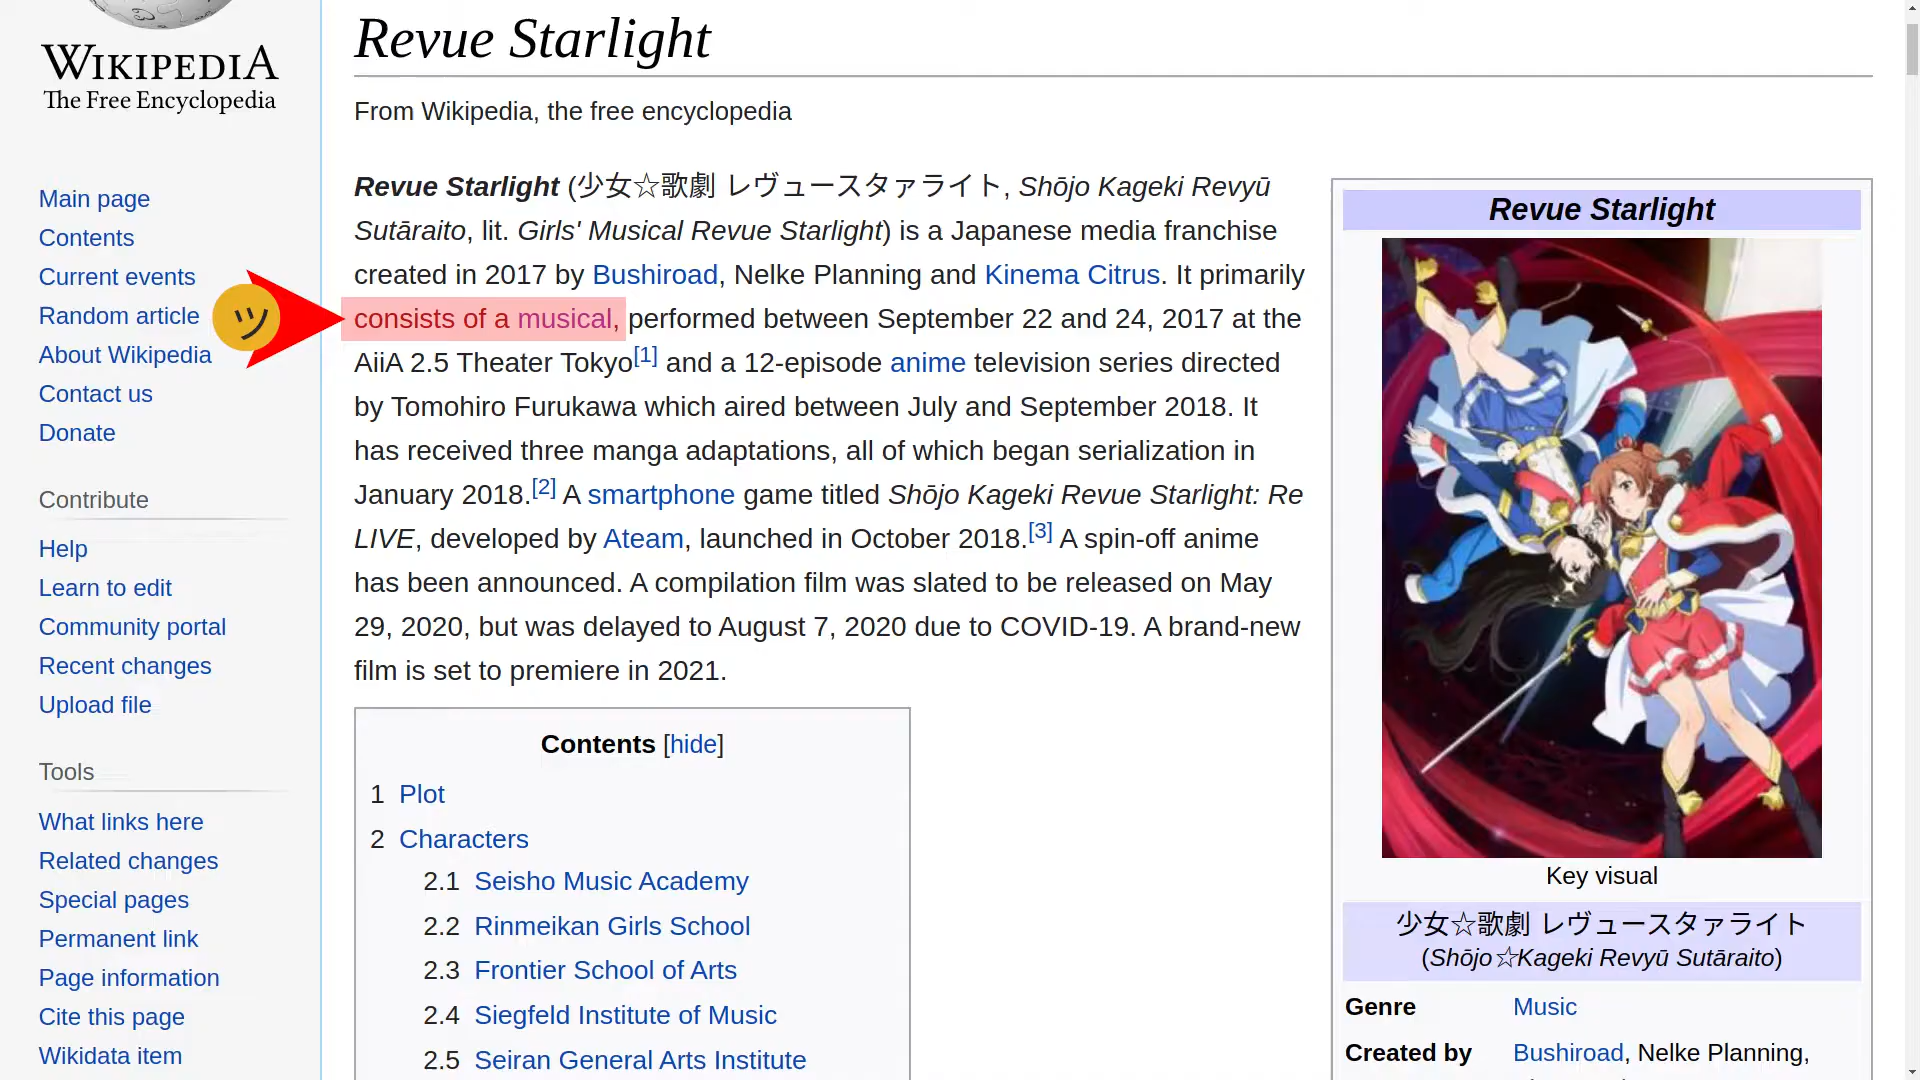 WIKIPEDIA
The Free Encyclopedia
Main page
Contents
Current events
Random article
About Wikipedia
Contact us
Donate
Contribute
Help
Learn to edit
Community portal
Recent changes
Upload file
Tools
What links here
Related changes
Special pages
Permanent link
Page information
Cite this page
Wikidata item
ツ
Revue Starlight
From Wikipedia, the free encyclopedia
Revue Starlight (少女☆歌劇 レヴュースタァライト, Shōjo Kageki Revyū
Sutāraito, lit. Girls' Musical Revue Starlight) is a Japanese media franchise
created in 2017 by Bushiroad, Nelke Planning and Kinema Citrus. It primarily
consists of a musical, performed between September 22 and 24, 2017 at the
AiiA 2.5 Theater Tokyo[1] and a 12-episode anime television series directed
by Tomohiro Furukawa which aired between July and September 2018. It
has received three manga adaptations, all of which began serialization in
January 2018.[2] A smartphone game titled Shōjo Kageki Revue Starlight: Re
LIVE, developed by Ateam, launched in October 2018.[3] A spin-off anime
has been announced. A compilation film was slated to be released on May
29, 2020, but was delayed to August 7, 2020 due to COVID-19. A brand-new
film is set to premiere in 2021.
Contents [hide]
1 Plot
2 Characters
2.1 Seisho Music Academy
2.2 Rinmeikan Girls School
2.3 Frontier School of Arts
2.4 Siegfeld Institute of Music
2.5 Seiran General Arts Institute
Revue Starlight
Key visual
少女☆歌劇 レヴュースタァライト
(Shōjo☆Kageki Revyū Sutāraito)
Genre Music
Created by Bushiroad, Nelke Planning,